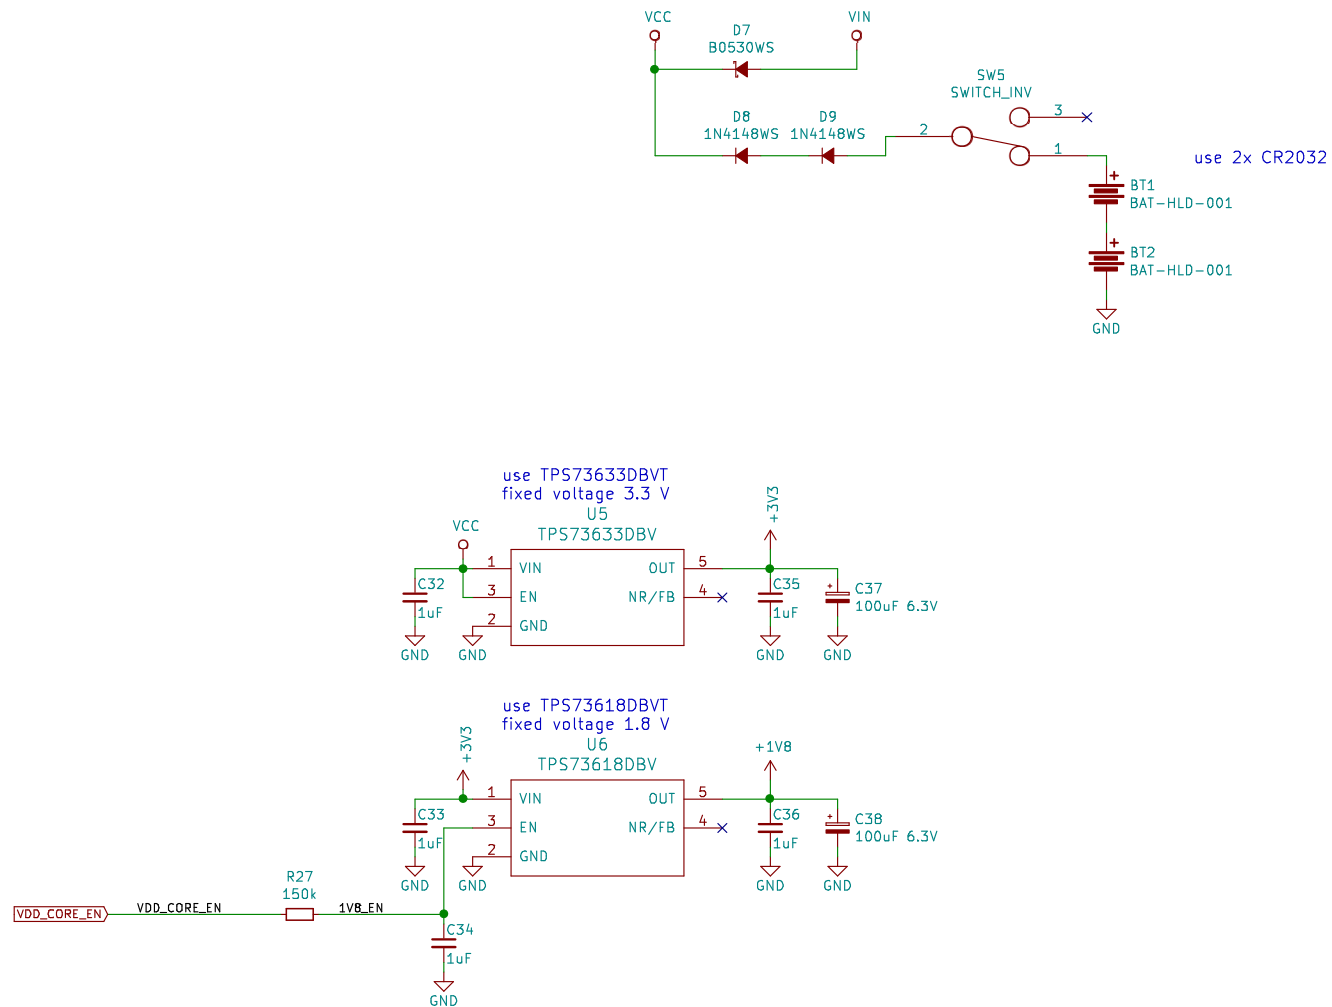 VCC
VIN
D7
B0530WS
SW5
SWITCH_INV
3
D8
1N4148WS
D9
1N4148WS
2
1
use 2x CR2032
+
BT1
BAT-HLD-001
+
BT2
BAT-HLD-001
GND
use TPS73633DBVT
fixed voltage 3.3 V
U5
TPS73633DBV
VCC
+3V3
1
VIN
OUT
5
3
EN
NR/FB
4
2
GND
C32
1uF
GND
GND
C35
1uF
GND
+
C37
100uF 6.3V
GND
use TPS73618DBVT
fixed voltage 1.8 V
U6
TPS73618DBV
+3V3
+1V8
1
VIN
OUT
5
3
EN
NR/FB
4
2
GND
C33
1uF
GND
GND
C36
1uF
GND
+
C38
100uF 6.3V
GND
R27
150k
VDD_CORE_EN
VDD_CORE_EN
1V8_EN
C34
1uF
GND